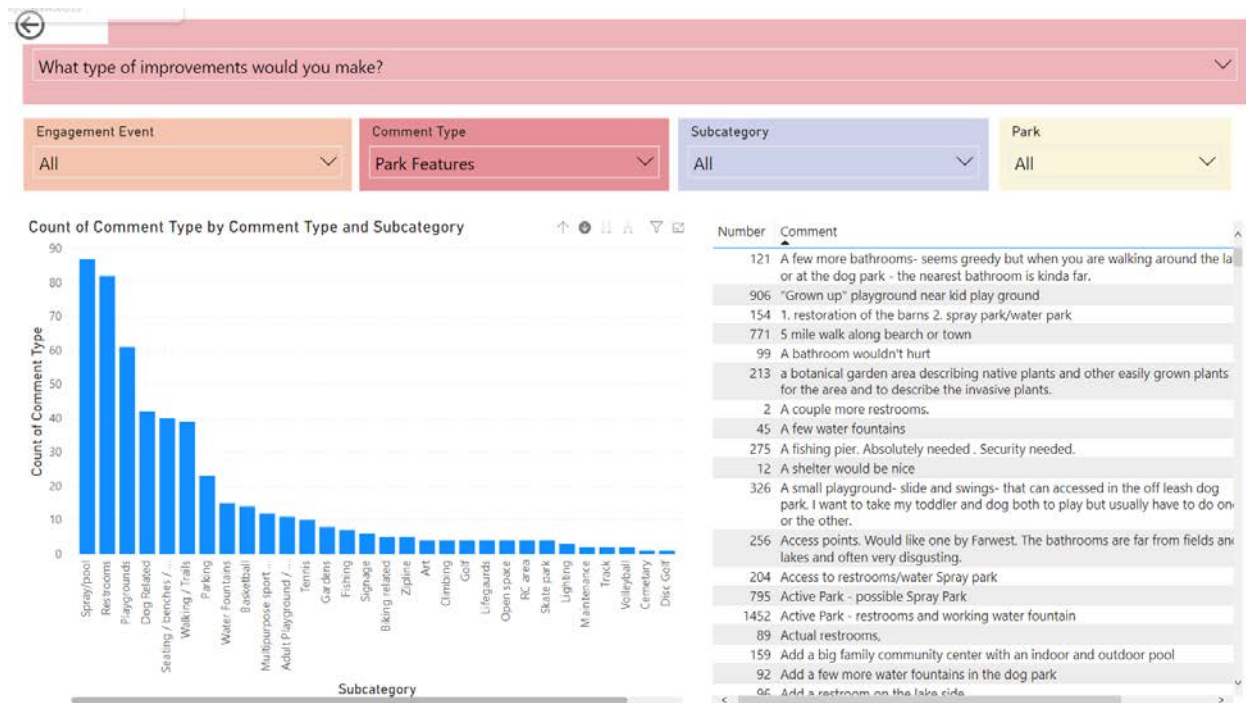 What type of improvements would you make?
Engagement Event
All
Comment Type
Park Features
Subcategory
All
Park
All
Count of Comment Type by Comment Type and Subcategory
Count of Comment Type
90
80
70
60
50
40
30
20
10
0
Spray/pool
Restrooms
Playgrounds
Dog Related
Seating / benches / ...
Walking / Trails
Parking
Water Fountains
Basketball
Multipurpose sport ...
Adult Playground / ...
Tennis
Gardens
Fishing
Signage
Biking related
Zipline
Art
Climbing
Golf
Lifegaurds
Open space
RC area
Skate park
Lighting
Maintenance
Track
Volleyball
Cemetary
Disc Golf
Subcategory
Number Comment
121 A few more bathrooms- seems greedy but when you are walking around the la
or at the dog park - the nearest bathroom is kinda far.
906 "Grown up" playground near kid play ground
154 1. restoration of the barns 2. spray park/water park
771 5 mile walk along bearch or town
99 A bathroom wouldn't hurt
213 a botanical garden area describing native plants and other easily grown plants
for the area and to describe the invasive plants.
2 A couple more restrooms.
45 A few water fountains
275 A fishing pier. Absolutely needed . Security needed.
12 A shelter would be nice
326 A small playground- slide and swings- that can accessed in the off leash dog
park. I want to take my toddler and dog both to play but usually have to do on
or the other.
256 Access points. Would like one by Farwest. The bathrooms are far from fields and
lakes and often very disgusting.
204 Access to restrooms/water Spray park
795 Active Park - possible Spray Park
1452 Active Park - restrooms and working water fountain
89 Actual restrooms,
159 Add a big family community center with an indoor and outdoor pool
92 Add a few more water fountains in the dog park
96 Add a restroom on the lake side